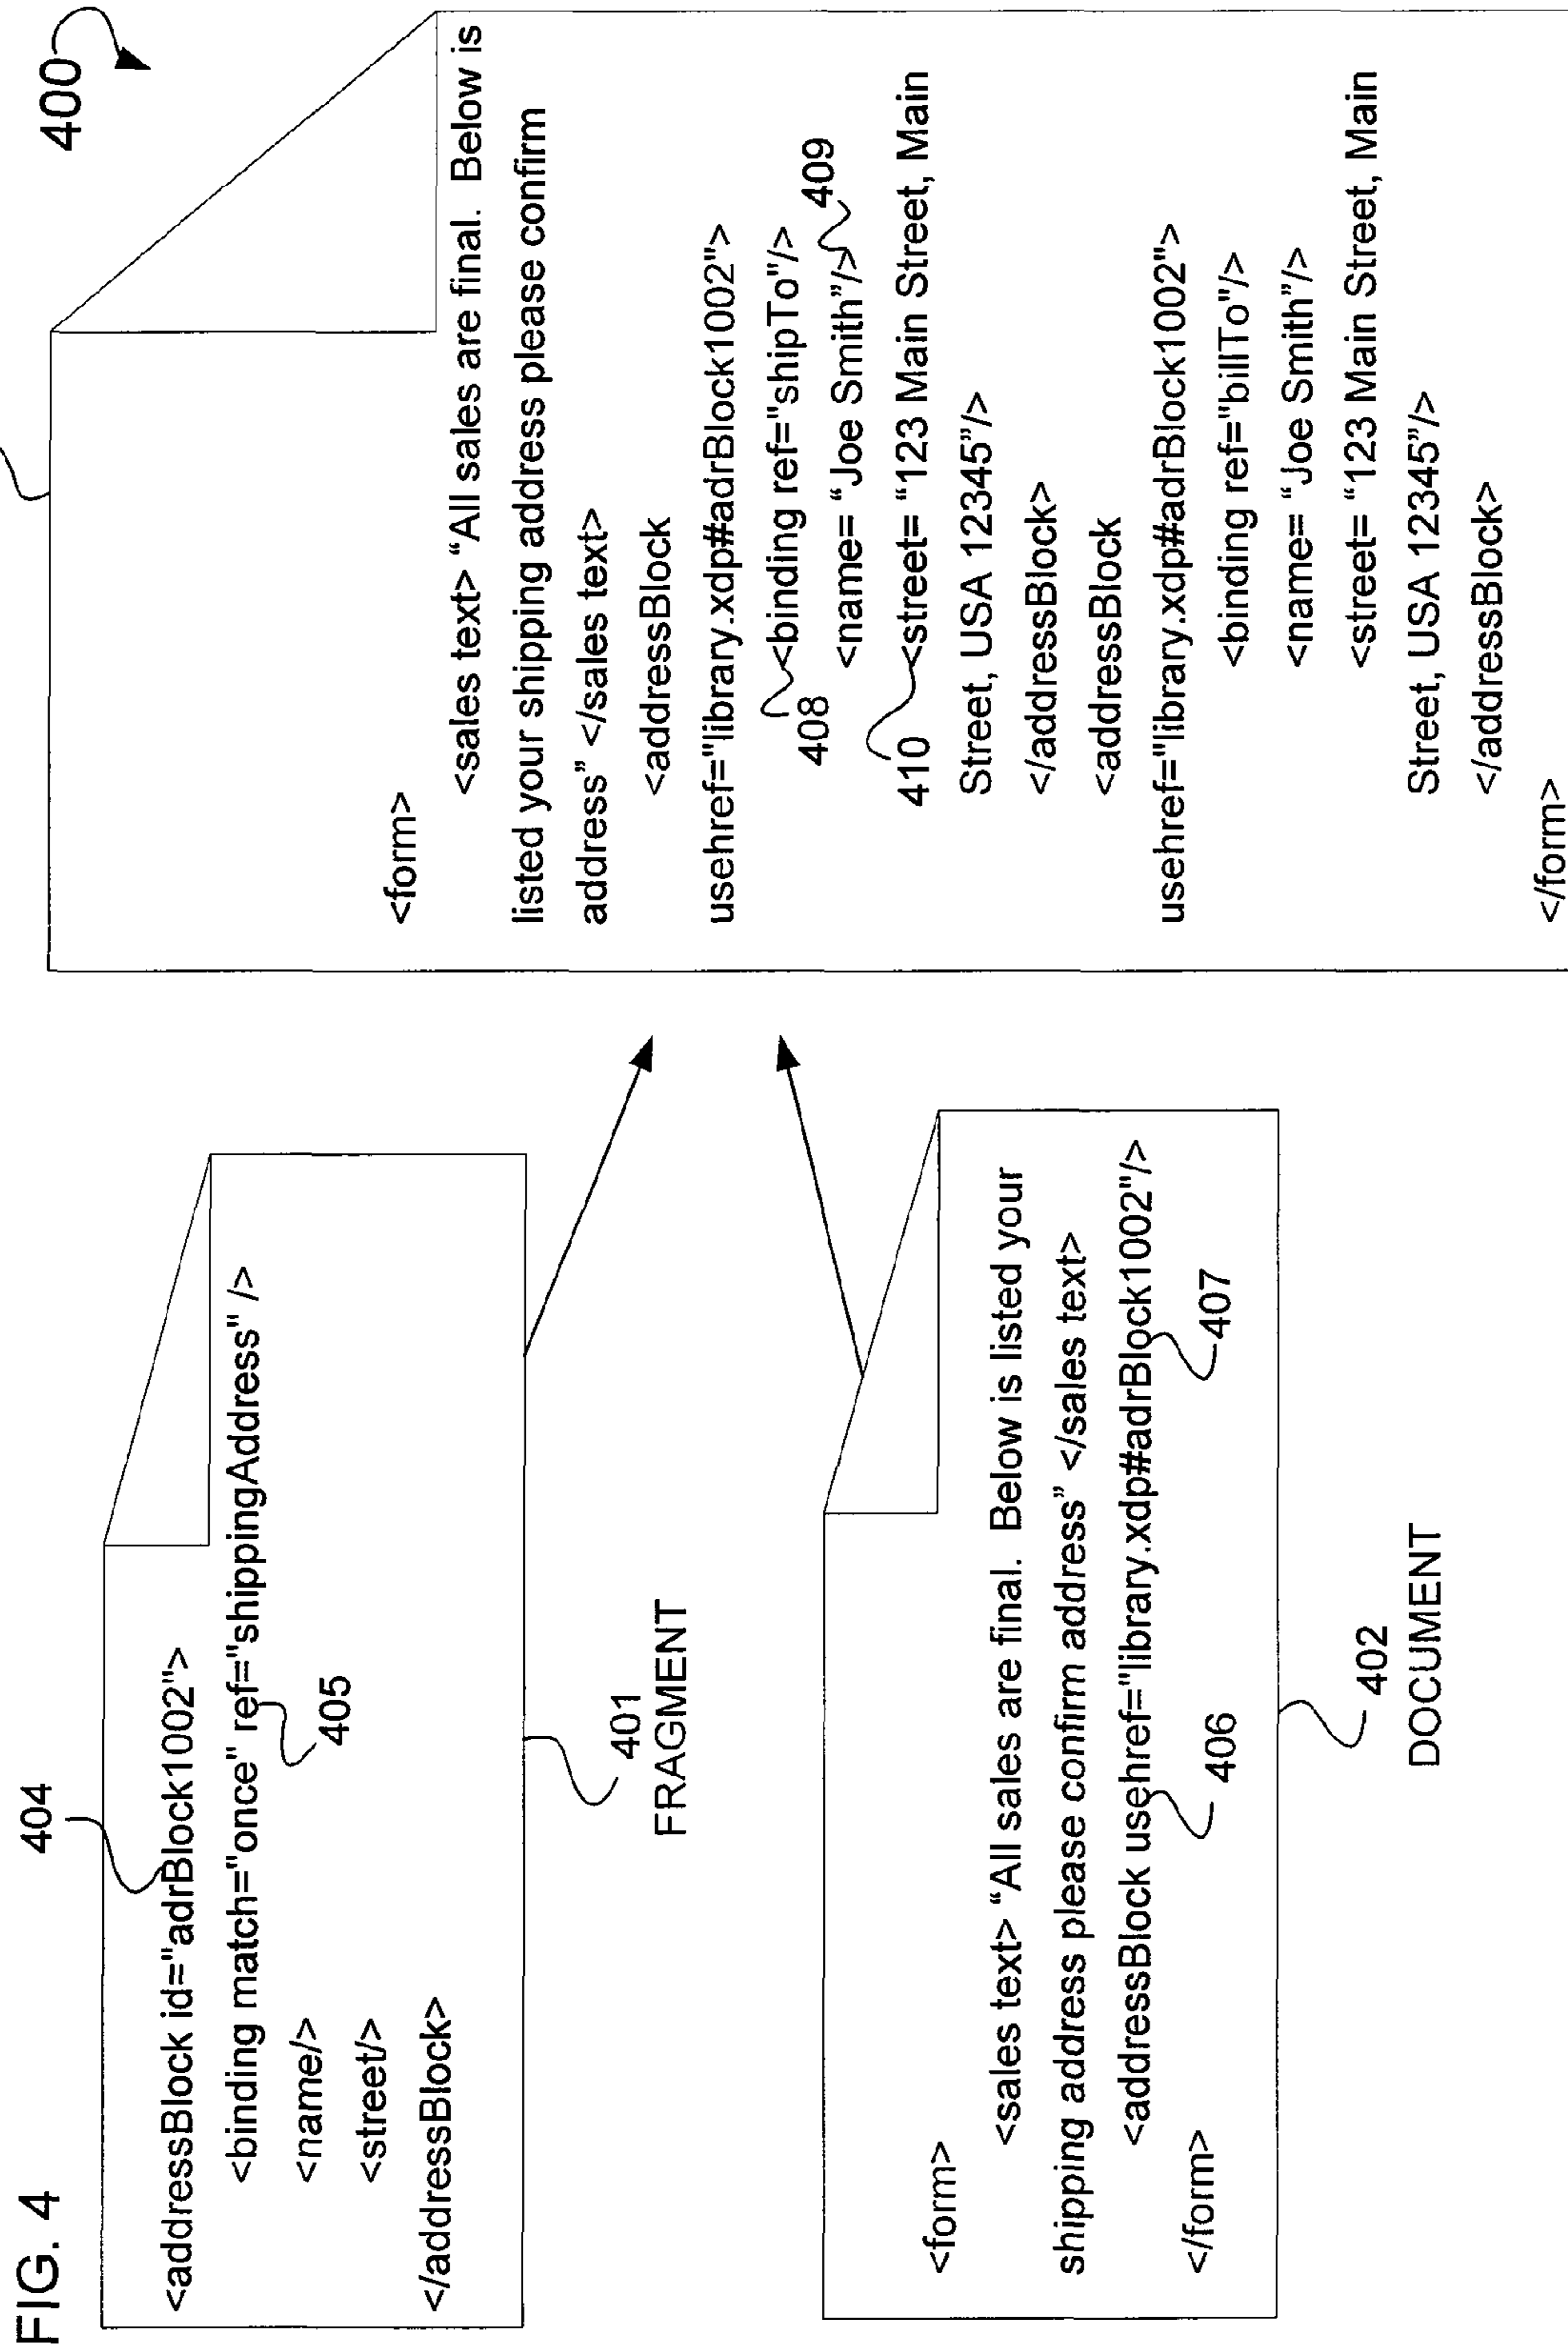 FIG. 4
404
<addressBlock id="adrBlock1002">
<binding match="once" ref="shippingAddress" />
405
<name/>
<street/>
</addressBlock>
401
FRAGMENT
<form>
<sales text> “All sales are final.  Below is listed your
shipping address please confirm address” </sales text>
<addressBlock usehref="library.xdp#adrBlock1002"/>
406
407
</form>
402
DOCUMENT
400
<form>
<sales text> “All sales are final.  Below is
listed your shipping address please confirm
address” </sales text>
<addressBlock
usehref="library.xdp#adrBlock1002">
408
<binding ref="shipTo"/>
<name= “Joe Smith”/>
409
410
<street= “123 Main Street, Main
Street, USA 12345”/>
</addressBlock>
<addressBlock
usehref="library.xdp#adrBlock1002">
<binding ref="billTo"/>
<name= “Joe Smith”/>
<street= “123 Main Street, Main
Street, USA 12345”/>
</addressBlock>
</form>